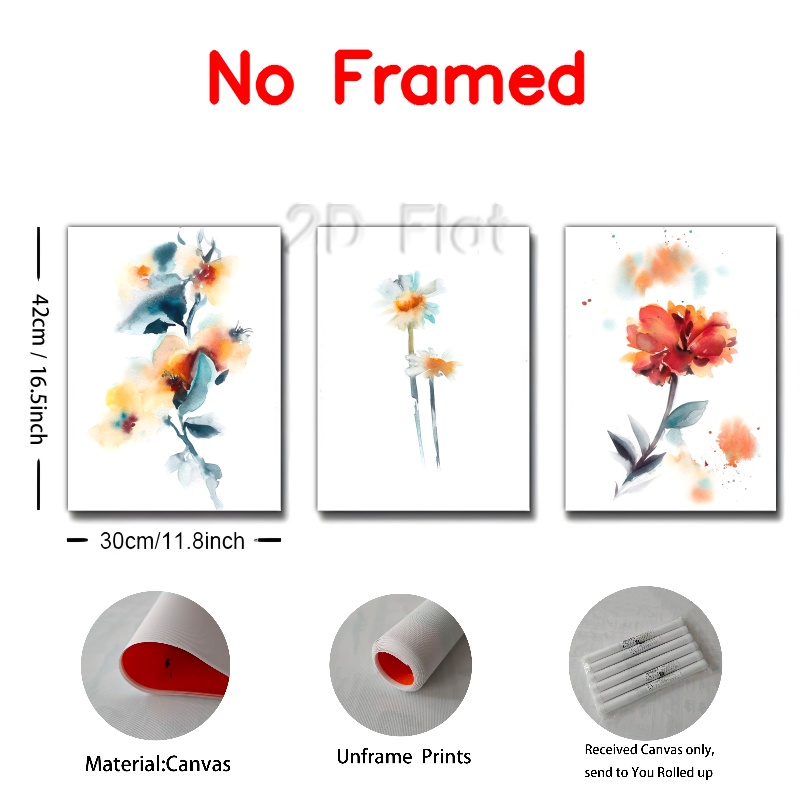 No Framed
2D Flat
42cm / 16.5inch
30cm/11.8inch
Material:Canvas
Unframe Prints
Received Canvas only,
send to You Rolled up